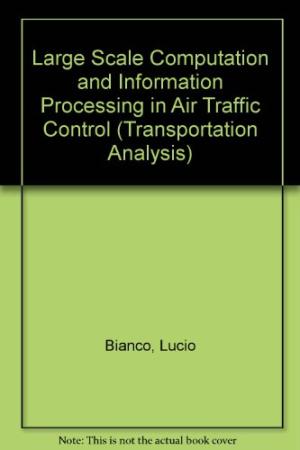 Large Scale Computation
and Information
Processing in Air Traffic
Control (Transportation
Analysis)
Bianco, Lucio
Note: This is not the actual book cover